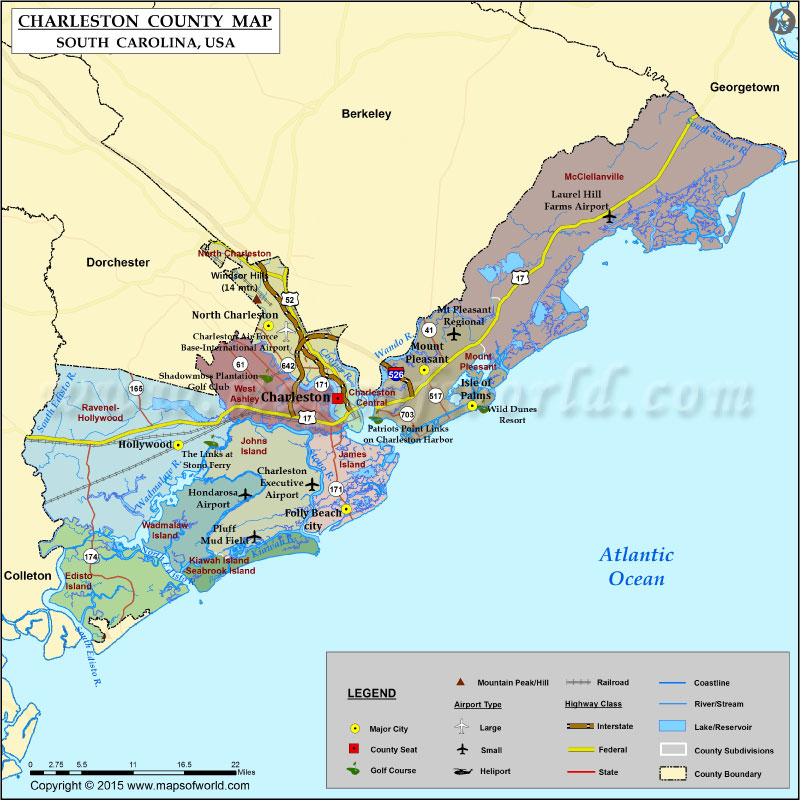 CHARLESTON COUNTY MAP
SOUTH CAROLINA, USA
N
Georgetown
Berkeley
South Santee R.
McClellanville
Laurel Hill
Farms Airport
Dorchester
North Charleston
Windsor Hills
(14 mtr.)
17
52
Mt Pleasant
Regional
North Charleston
41
Wando R.
Charleston Air Force
Base-International Airport
Mount
Pleasant
Cooper R.
Mount
Pleasant
61
642
Shadowmoss Plantation
Golf Club
526
171
Isle of
Palms
South Edisto R.
165
West
Ashley
Charleston
Charleston
Central
517
www.mapsofworld.com
Ravenel-
Hollywood
17
703
Wild Dunes
Resort
Patriots Point Links
on Charleston Harbor
Hollywood
Johns
Island
The Links at
Stono Ferry
James
Island
Wadmalaw R.
Charleston
Executive
Airport
Hondarosa
Airport
171
Folly Beach
city
Wadmalaw
Island
Pluff
Mud Field
Kiawah R.
North Edisto R.
174
Kiawah Island
Seabrook Island
Atlantic
Ocean
Colleton
Edisto
Island
South Edisto R.
LEGEND
Major City
County Seat
Golf Course
Mountain Peak/Hill
Airport Type
Large
Small
Heliport
Railroad
Highway Class
Interstate
Federal
State
Coastline
River/Stream
Lake/Reservoir
County Subdivisions
County Boundary
0 2.75 5.5 11 16.5 22
Miles
Copyright © 2015 www.mapsofworld.com